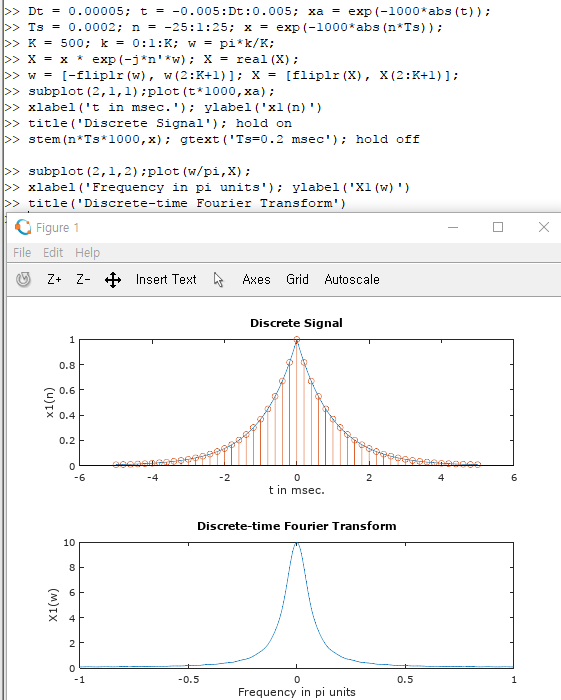 >> Dt = 0.00005; t = -0.005:Dt:0.005; xa = exp(-1000*abs(t));
>> Ts = 0.0002; n = -25:1:25; x = exp(-1000*abs(n*Ts));
>> K = 500; k = 0:1:K; w = pi*k/K;
>> X = x * exp(-j*n'*w); X = real(X);
>> w = [-fliplr(w), w(2:K+1)]; X = [fliplr(X), X(2:K+1)];
>> subplot(2,1,1);plot(t*1000,xa);
>> xlabel('t in msec.'); ylabel('x1(n)')
>> title('Discrete Signal'); hold on
>> stem(n*Ts*1000,x); gtext('Ts=0.2 msec'); hold off
>> subplot(2,1,2);plot(w/pi,X);
>> xlabel('Frequency in pi units'); ylabel('X1(w)')
>> title('Discrete-time Fourier Transform')
Figure 1
File Edit Help
Z+ Z- Insert Text Axes Grid Autoscale
Discrete Signal
1
0.8
0.6
0.4
0.2
0
x1(n)
-6 -4 -2 0 2 4 6
t in msec.
Discrete-time Fourier Transform
10
8
6
4
2
0
X1(w)
-1 -0.5 0 0.5 1
Frequency in pi units